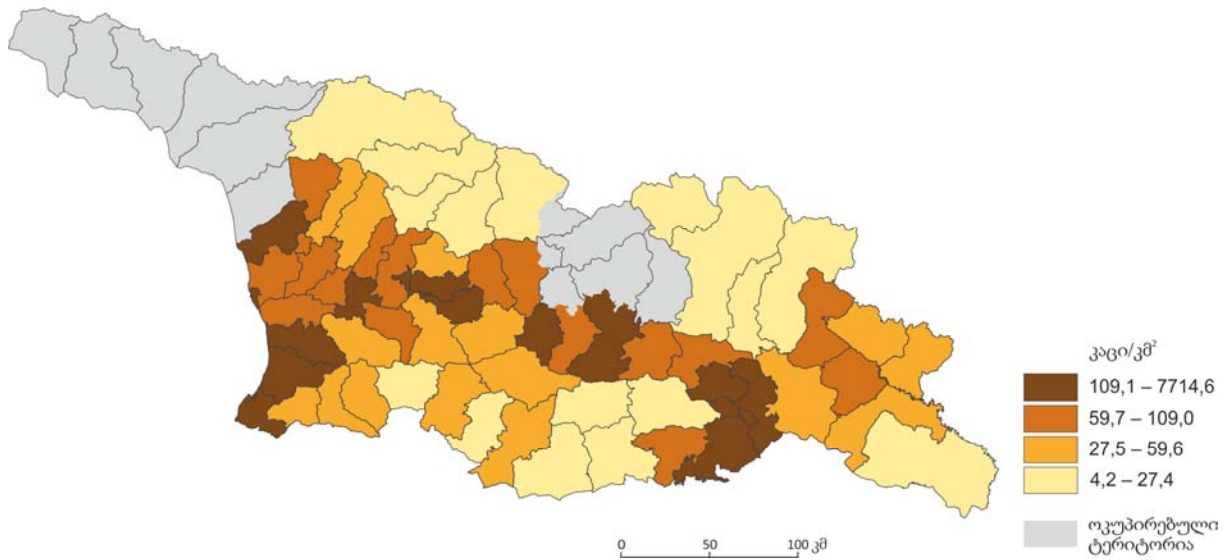 კაცი/კმ²
109,1 – 7714,6
59,7 – 109,0
27,5 – 59,6
4,2 – 27,4
ოკუპირებული
ტერიტორია
0 50 100 კმ